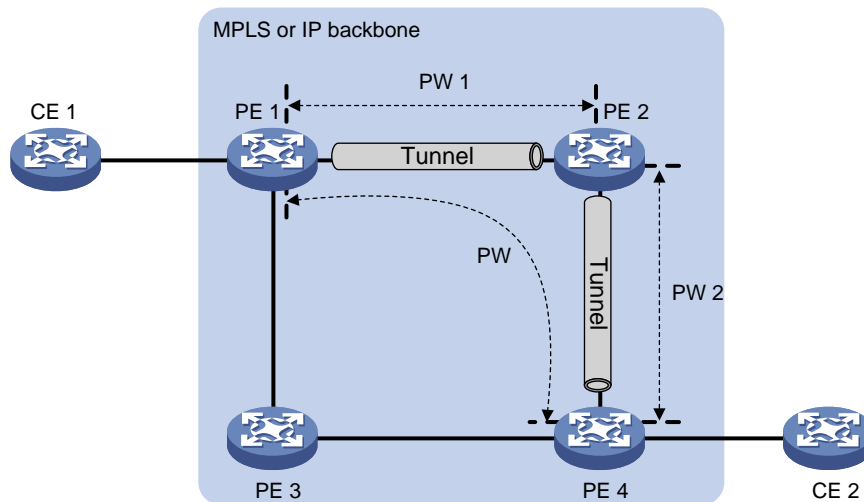 MPLS or IP backbone
PW 1
CE 1
PE 1
PE 2
Tunnel
PW
Tunnel
PW 2
PE 3
PE 4
CE 2